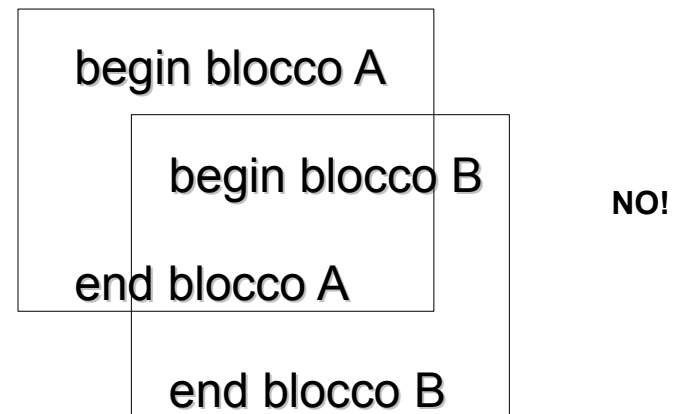 begin blocco A
begin blocco B
NO!
end blocco A
end blocco B